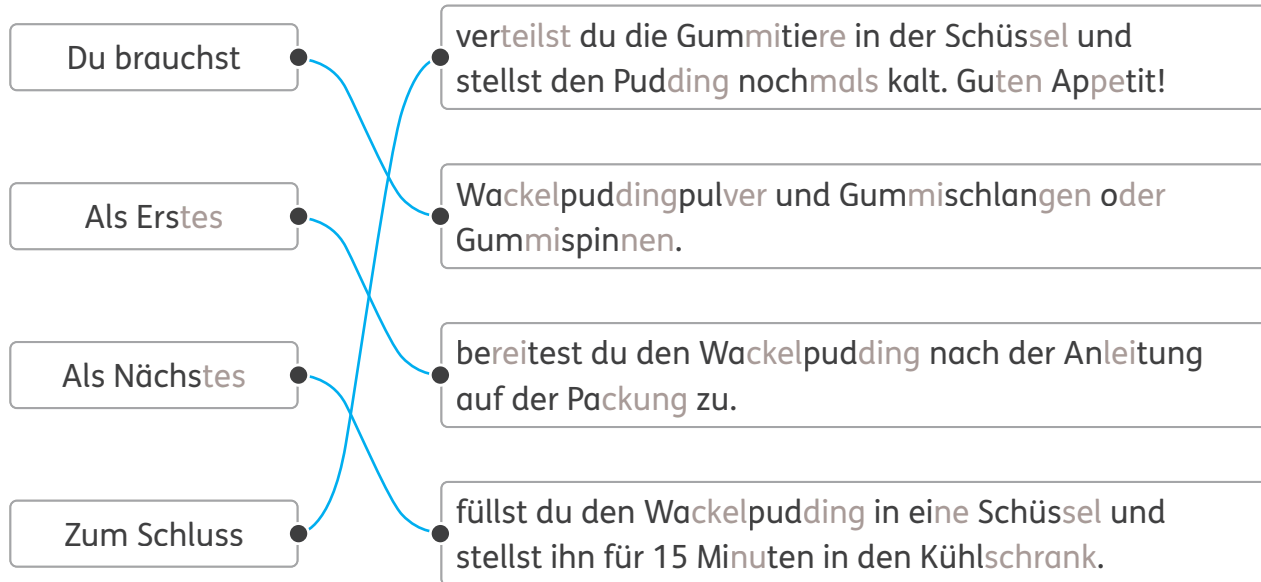 Du brauchst
verteilst du die Gummitiere in der Schüssel und
stellst den Pudding nochmals kalt. Guten Appetit!
Als Erstes
Wackelpuddingpulver und Gummischlangen oder
Gummispinnen.
Als Nächstes
bereitest du den Wackelpudding nach der Anleitung
auf der Packung zu.
Zum Schluss
füllst du den Wackelpudding in eine Schüssel und
stellst ihn für 15 Minuten in den Kühlschrank.